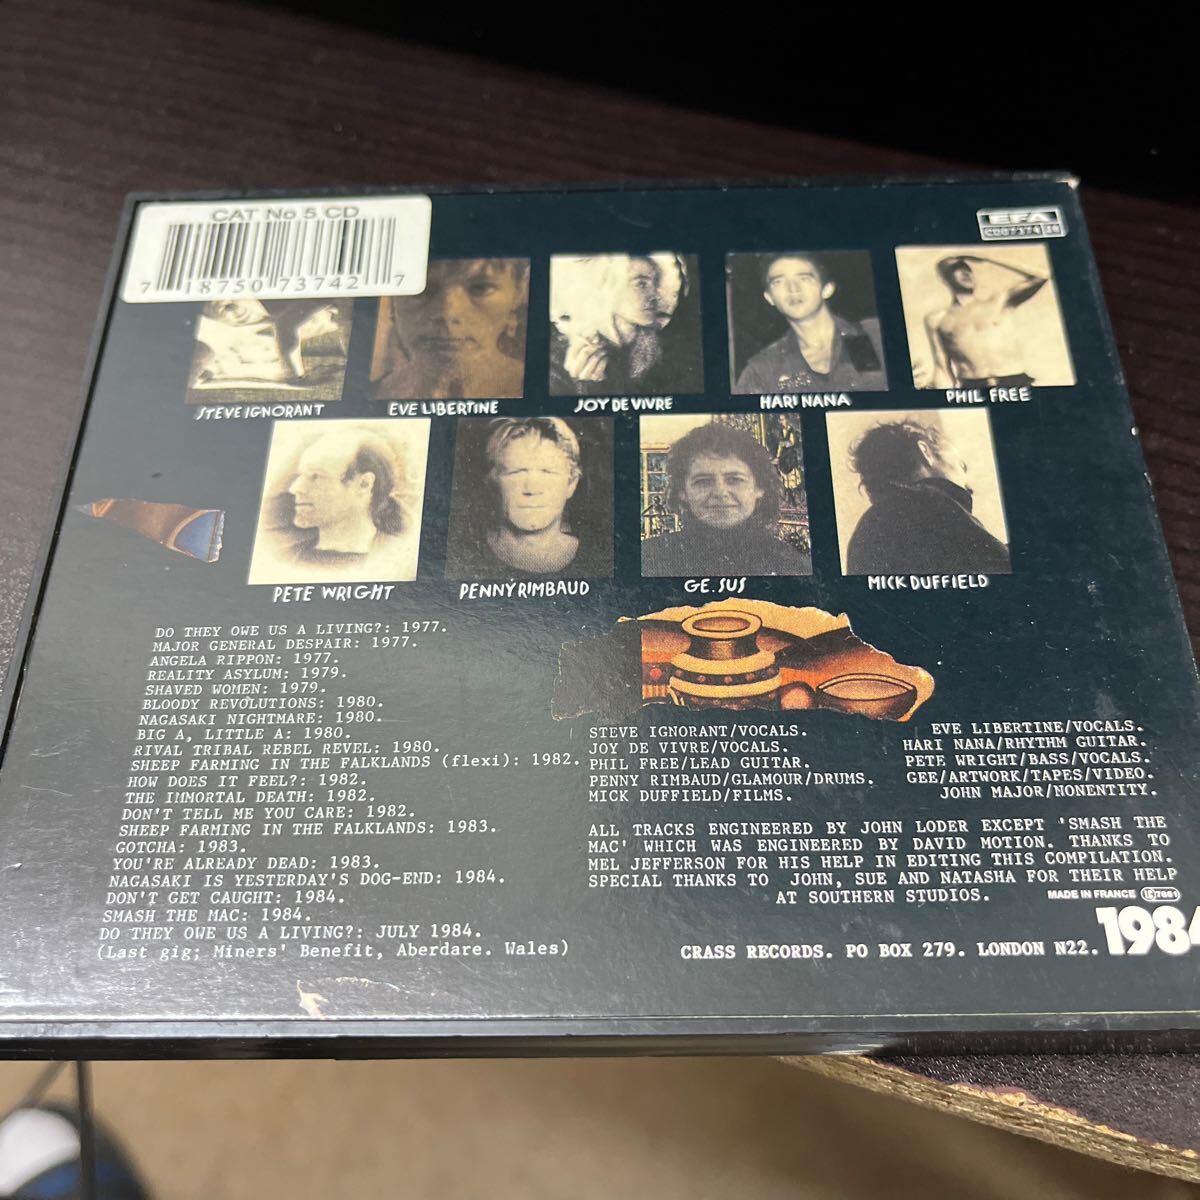 CAT No 5 CD
7 18750 73742 7
EFA
CD07374 26
STEVE IGNORANT
EVE LIBERTINE
JOY DE VIVRE
HARI NANA
PHIL FREE
PETE WRIGHT
PENNY RIMBAUD
GE.SUS
MICK DUFFIELD
DO THEY OWE US A LIVING?: 1977.
MAJOR GENERAL DESPAIR: 1977.
ANGELA RIPPON: 1977.
REALITY ASYLUM: 1979.
SHAVED WOMEN: 1979.
BLOODY REVOLUTIONS: 1980.
NAGASAKI NIGHTMARE: 1980.
BIG A, LITTLE A: 1980.
RIVAL TRIBAL REBEL REVEL: 1980.
SHEEP FARMING IN THE FALKLANDS (flexi): 1982.
HOW DOES IT FEEL?: 1982.
THE IMMORTAL DEATH: 1982.
DON'T TELL ME YOU CARE: 1982.
SHEEP FARMING IN THE FALKLANDS: 1983.
GOTCHA: 1983.
YOU'RE ALREADY DEAD: 1983.
NAGASAKI IS YESTERDAY'S DOG-END: 1984.
DON'T GET CAUGHT: 1984.
SMASH THE MAC: 1984.
DO THEY OWE US A LIVING?: JULY 1984.
(Last gig; Miners' Benefit, Aberdare. Wales)
STEVE IGNORANT/VOCALS.
JOY DE VIVRE/VOCALS.
PHIL FREE/LEAD GUITAR.
PENNY RIMBAUD/GLAMOUR/DRUMS.
MICK DUFFIELD/FILMS.
EVE LIBERTINE/VOCALS.
HARI NANA/RHYTHM GUITAR.
PETE WRIGHT/BASS/VOCALS.
GEE/ARTWORK/TAPES/VIDEO.
JOHN MAJOR/NONENTITY.
ALL TRACKS ENGINEERED BY JOHN LODER EXCEPT 'SMASH THE
MAC' WHICH WAS ENGINEERED BY DAVID MOTION. THANKS TO
MEL JEFFERSON FOR HIS HELP IN EDITING THIS COMPILATION.
SPECIAL THANKS TO JOHN, SUE AND NATASHA FOR THEIR HELP
AT SOUTHERN STUDIOS.
MADE IN FRANCE
CRASS RECORDS. PO BOX 279. LONDON N22.
1984